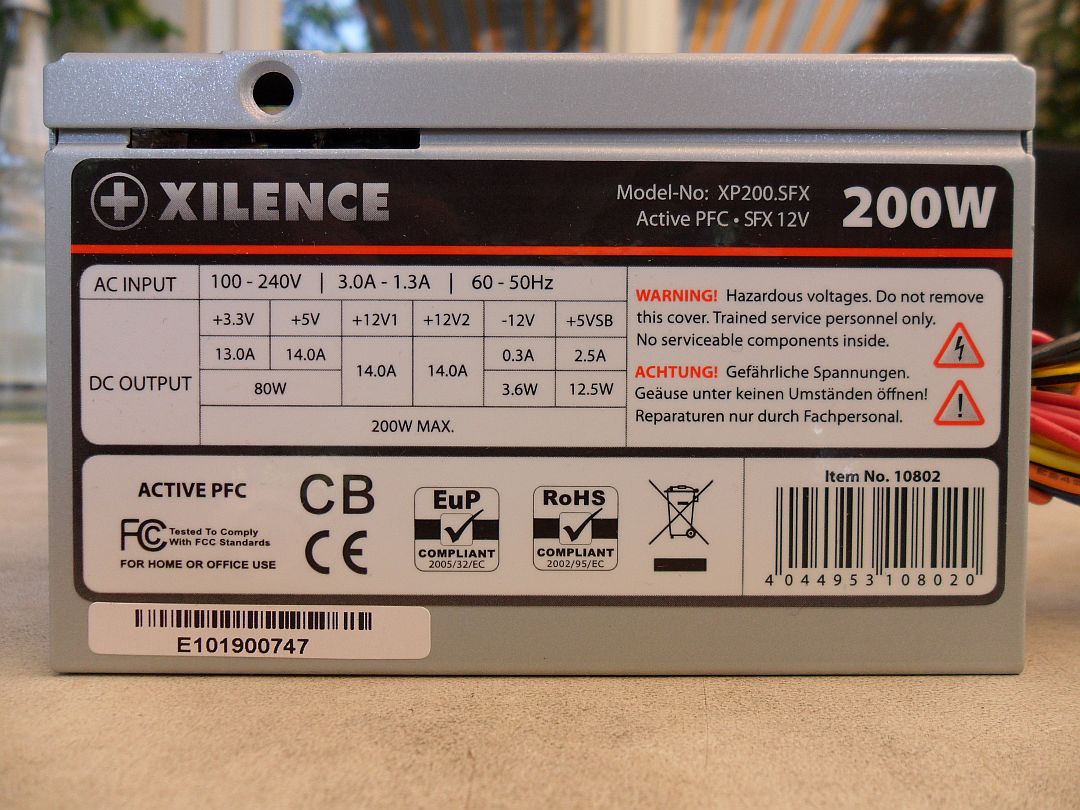 XILENCE
Model-No: XP200.SFX
Active PFC • SFX 12V
200W
AC INPUT 100 - 240V | 3.0A - 1.3A | 60 - 50Hz
DC OUTPUT
+3.3V +5V +12V1 +12V2 -12V +5VSB
13.0A 14.0A 14.0A 14.0A 0.3A 2.5A
80W 3.6W 12.5W
200W MAX.
WARNING! Hazardous voltages. Do not remove
this cover. Trained service personnel only.
No serviceable components inside.
ACHTUNG! Gefährliche Spannungen.
Geäuse unter keinen Umständen öffnen!
Reparaturen nur durch Fachpersonal.
ACTIVE PFC
FC Tested To Comply
With FCC Standards
FOR HOME OR OFFICE USE
CB
CE
EuP
COMPLIANT
2005/32/EC
RoHS
COMPLIANT
2002/95/EC
Item No. 10802
4 044953 108020
E101900747